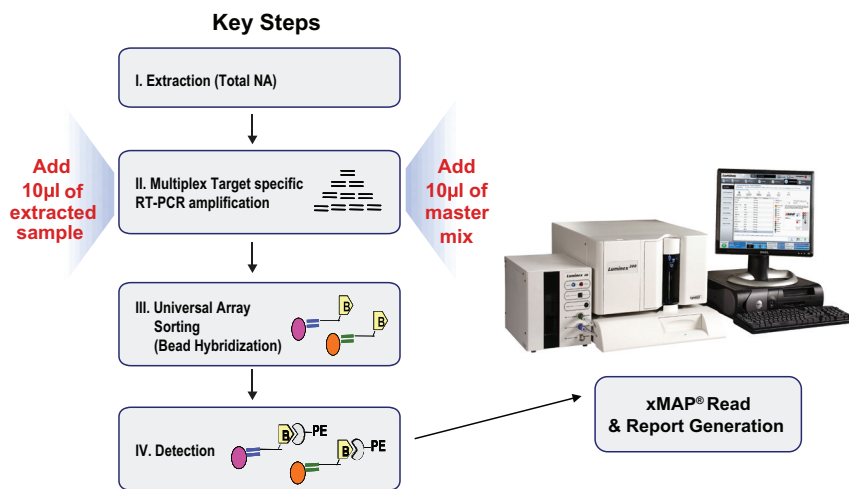 Key Steps
I. Extraction (Total NA)
Add
10µl of
extracted
sample
II. Multiplex Target specific
RT-PCR amplification
Add
10µl of
master
mix
III. Universal Array
Sorting
(Bead Hybridization)
B
B
IV. Detection
B
PE
B
PE
Luminex
xMAP® Read
& Report Generation